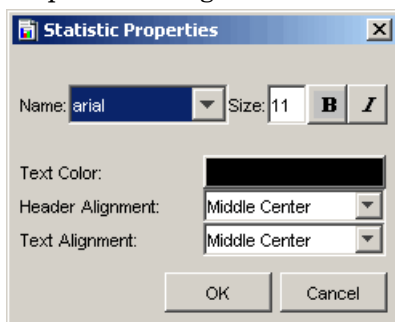 Statistic Properties
Name: arial Size: 11 B I
Text Color:
Header Alignment: Middle Center
Text Alignment: Middle Center
OK Cancel